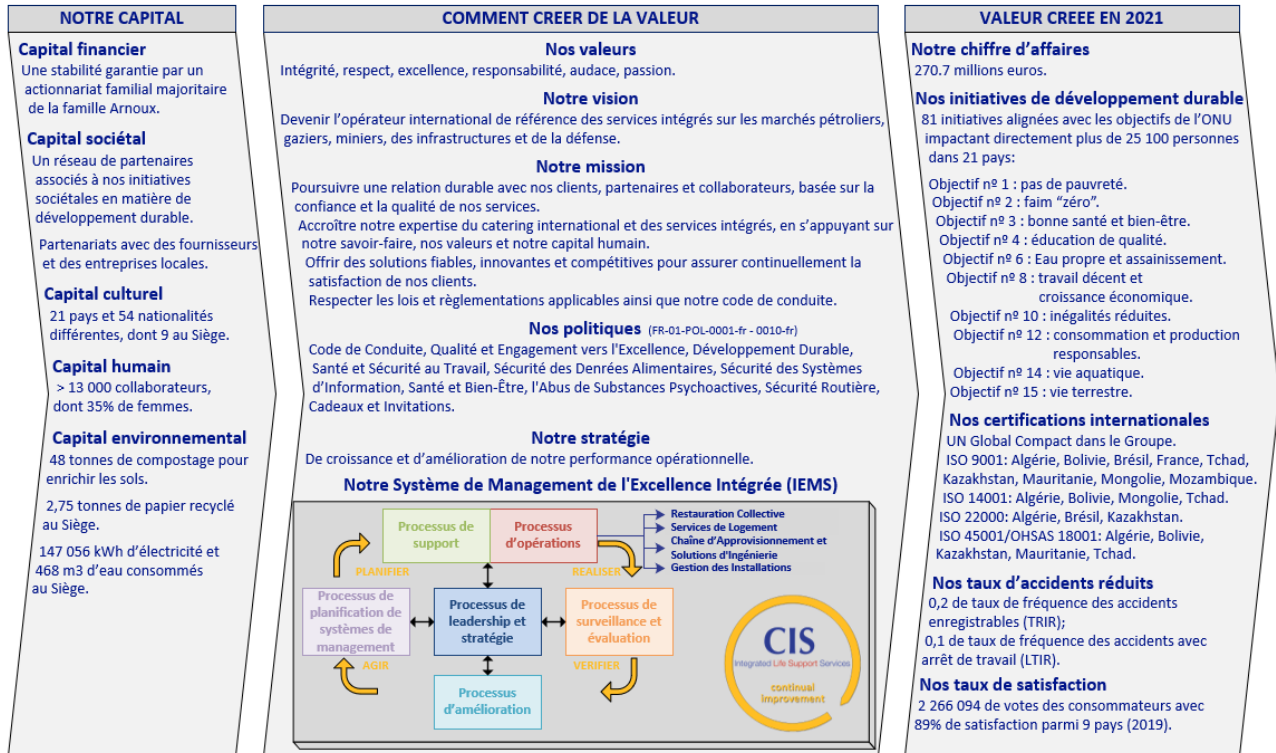 NOTRE CAPITAL
Capital financier
Une stabilité garantie par un
actionnariat familial majoritaire
de la famille Arnoux.
Capital sociétal
Un réseau de partenaires
associés à nos initiatives
sociétales en matière de
développement durable.
Partenariats avec des fournisseurs
et des entreprises locales.
Capital culturel
21 pays et 54 nationalités
différentes, dont 9 au Siège.
Capital humain
> 13 000 collaborateurs,
dont 35% de femmes.
Capital environnemental
48 tonnes de compostage pour
enrichir les sols.
2,75 tonnes de papier recyclé
au Siège.
147 056 kWh d’électricité et
468 m3 d’eau consommés
au Siège.
COMMENT CREER DE LA VALEUR
Nos valeurs
Intégrité, respect, excellence, responsabilité, audace, passion.
Notre vision
Devenir l’opérateur international de référence des services intégrés sur les marchés pétroliers,
gaziers, miniers, des infrastructures et de la défense.
Notre mission
Poursuivre une relation durable avec nos clients, partenaires et collaborateurs, basée sur la
confiance et la qualité de nos services.
Accroître notre expertise du catering international et des services intégrés, en s’appuyant sur
notre savoir-faire, nos valeurs et notre capital humain.
Offrir des solutions fiables, innovantes et compétitives pour assurer continuellement la
satisfaction de nos clients.
Respecter les lois et règlementations applicables ainsi que notre code de conduite.
Nos politiques (FR-01-POL-0001-fr - 0010-fr)
Code de Conduite, Qualité et Engagement vers l'Excellence, Développement Durable,
Santé et Sécurité au Travail, Sécurité des Denrées Alimentaires, Sécurité des Systèmes
d’Information, Santé et Bien-Être, l'Abus de Substances Psychoactives, Sécurité Routière,
Cadeaux et Invitations.
Notre stratégie
De croissance et d’amélioration de notre performance opérationnelle.
Notre Système de Management de l'Excellence Intégrée (IEMS)
Processus de
support
Processus
d’opérations
Restauration Collective
Services de Logement
Chaîne d’Approvisionnement et
Solutions d'Ingénierie
Gestion des Installations
PLANIFIER
REALISER
Processus de
planification de
systèmes de
management
Processus de
leadership et
stratégie
Processus de
surveillance et
évaluation
AGIR
VERIFIER
Processus
d’amélioration
CIS
Integrated Life Support Services
continual
improvement
VALEUR CREEE EN 2021
Notre chiffre d’affaires
270.7 millions euros.
Nos initiatives de développement durable
81 initiatives alignées avec les objectifs de l’ONU
impactant directement plus de 25 100 personnes
dans 21 pays:
Objectif nº 1 : pas de pauvreté.
Objectif nº 2 : faim “zéro”.
Objectif nº 3 : bonne santé et bien-être.
Objectif nº 4 : éducation de qualité.
Objectif nº 6 : Eau propre et assainissement.
Objectif nº 8 : travail décent et
croissance économique.
Objectif nº 10 : inégalités réduites.
Objectif nº 12 : consommation et production
responsables.
Objectif nº 14 : vie aquatique.
Objectif nº 15 : vie terrestre.
Nos certifications internationales
UN Global Compact dans le Groupe.
ISO 9001: Algérie, Bolivie, Brésil, France, Tchad,
Kazakhstan, Mauritanie, Mongolie, Mozambique.
ISO 14001: Algérie, Bolivie, Mongolie, Tchad.
ISO 22000: Algérie, Brésil, Kazakhstan.
ISO 45001/OHSAS 18001: Algérie, Bolivie,
Kazakhstan, Mauritanie, Tchad.
Nos taux d’accidents réduits
0,2 de taux de fréquence des accidents
enregistrables (TRIR);
0,1 de taux de fréquence des accidents avec
arrêt de travail (LTIR).
Nos taux de satisfaction
2 266 094 de votes des consommateurs avec
89% de satisfaction parmi 9 pays (2019).